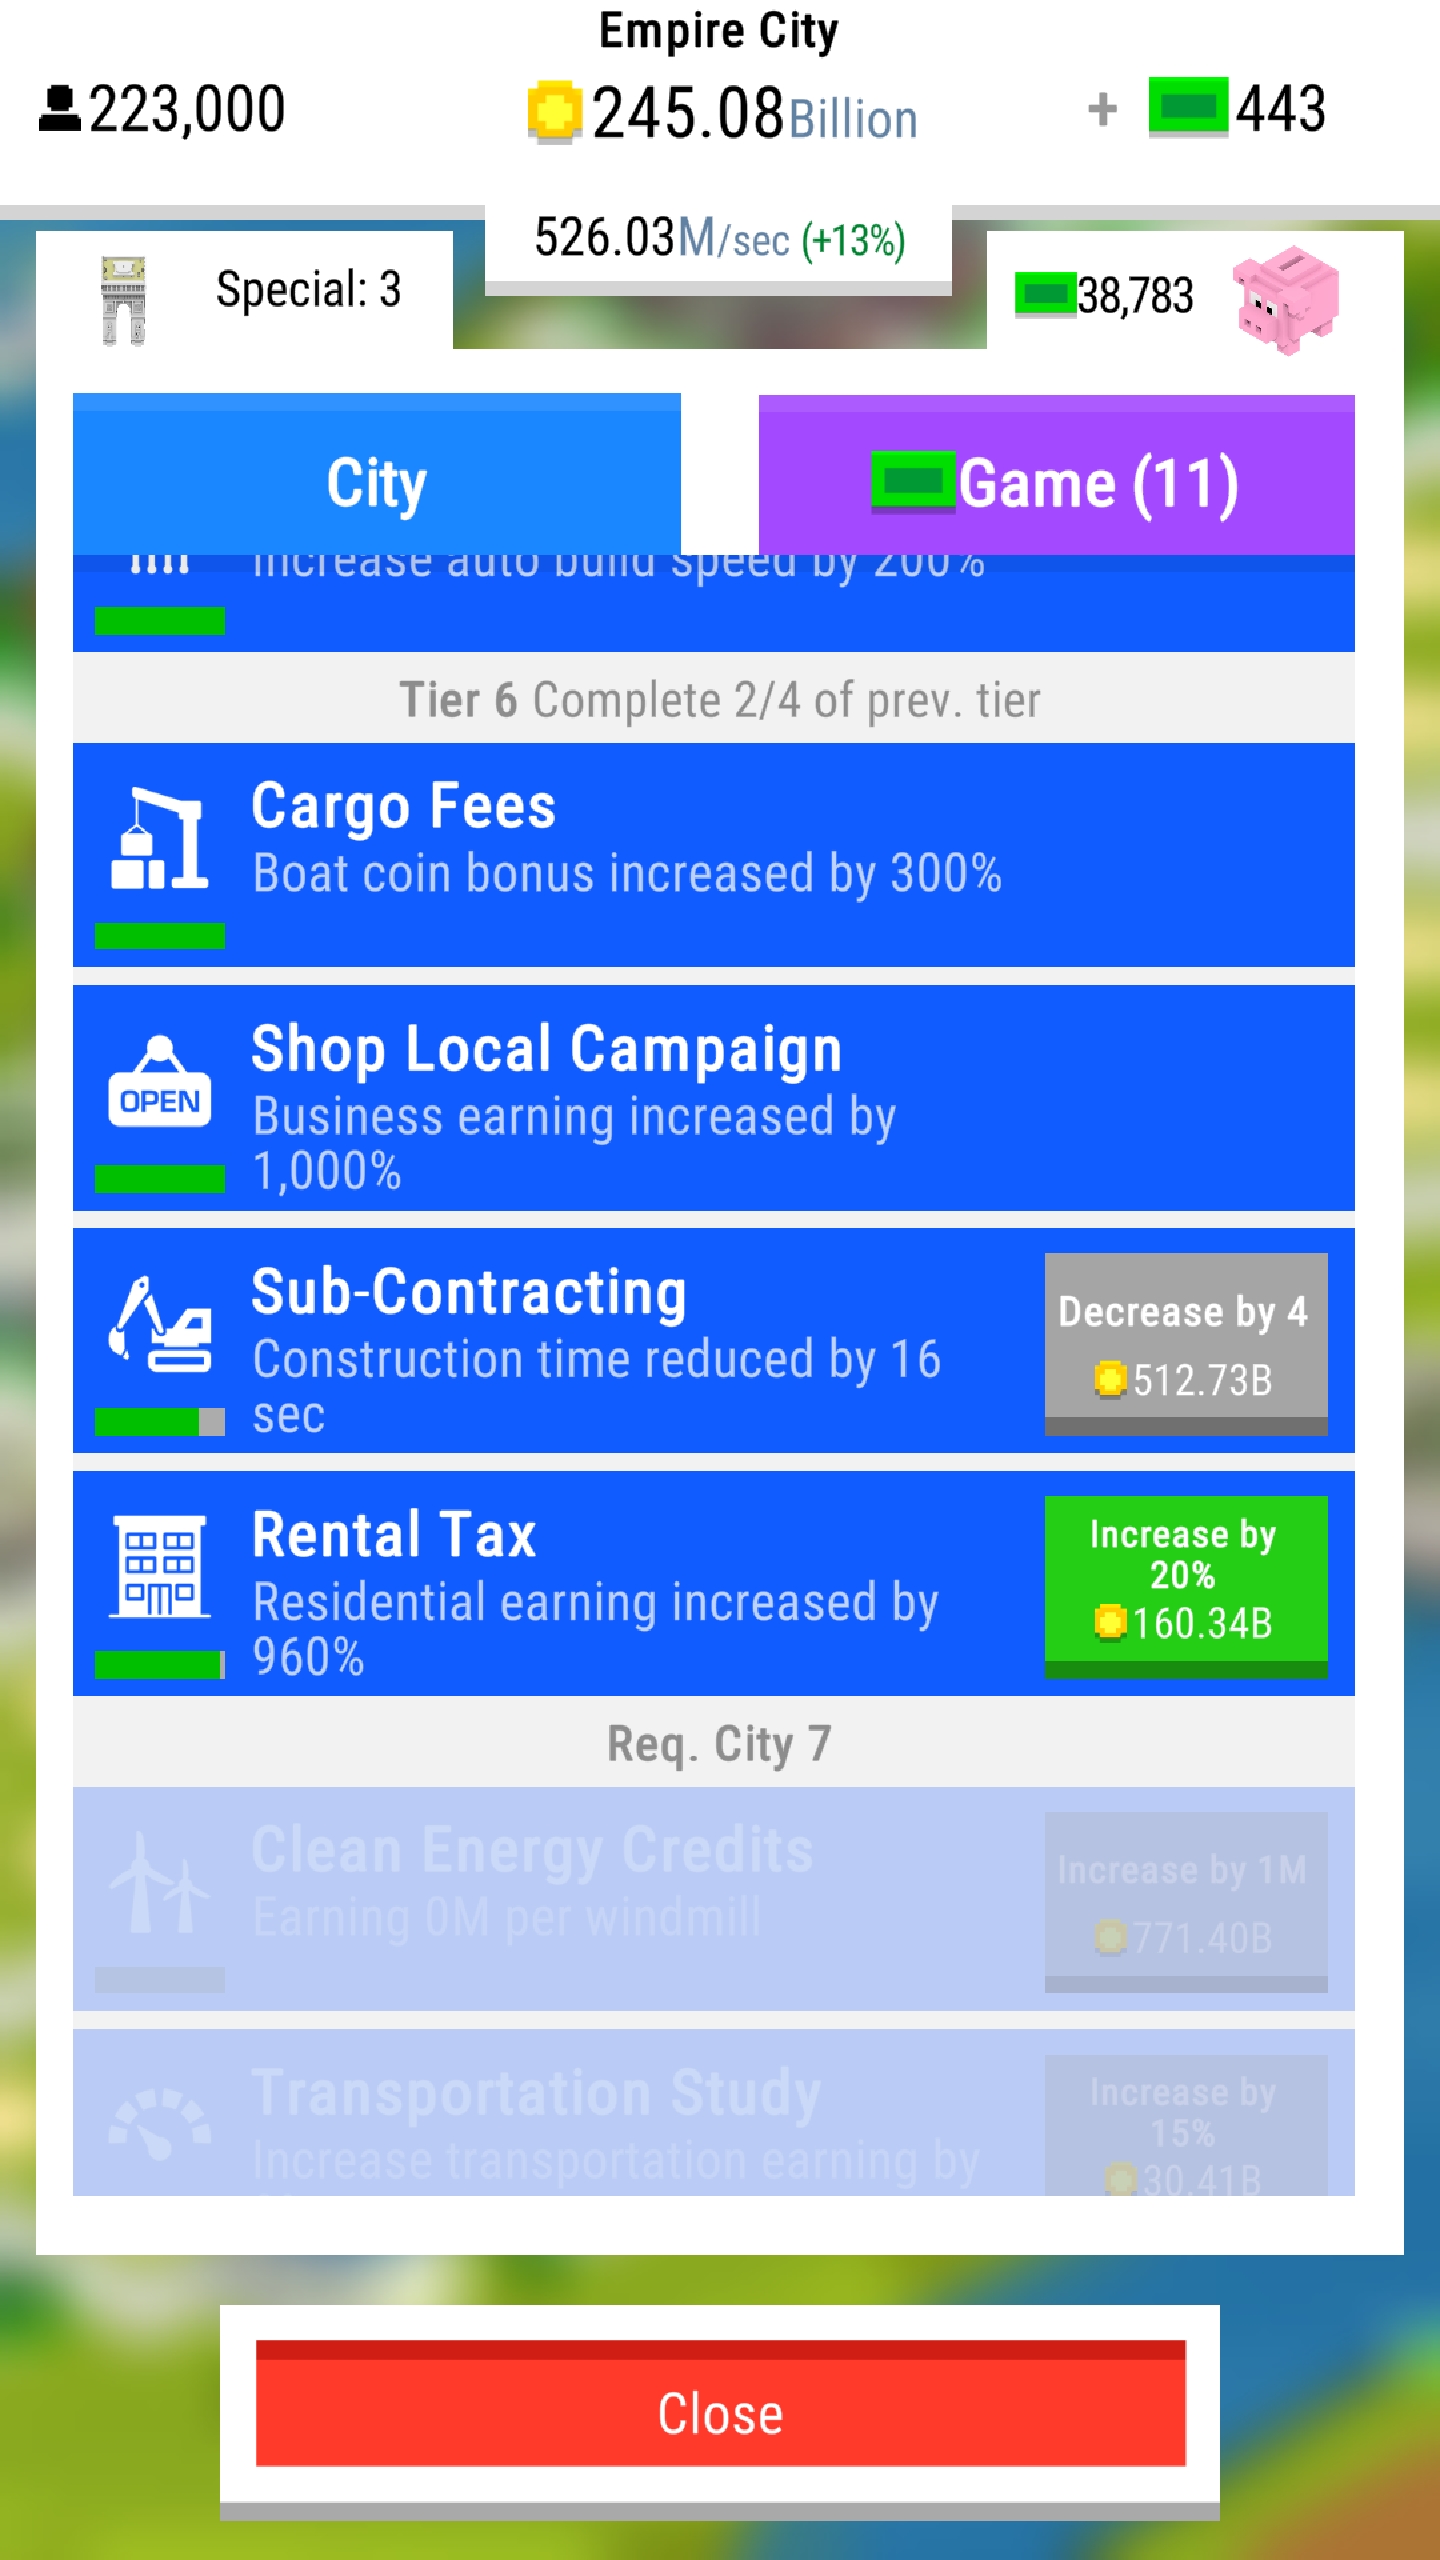 Empire City
223,000
245.08Billion
+ 443
526.03M/sec (+13%)
Special: 3
38,783
City
Game (11)
Increase auto build speed by 200%
Tier 6 Complete 2/4 of prev. tier
Cargo Fees
Boat coin bonus increased by 300%
Shop Local Campaign
OPEN
Business earning increased by
1,000%
Sub-Contracting
Construction time reduced by 16
sec
Decrease by 4
512.73B
Rental Tax
Residential earning increased by
960%
Increase by
20%
160.34B
Req. City 7
Clean Energy Credits
Earning 0M per windmill
Increase by 1M
771.40B
Transportation Study
Increase transportation earning by
Increase by
15%
30.41B
Close